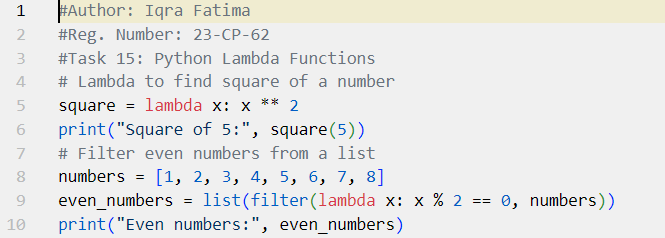 1 #Author: Iqra Fatima
2 #Reg. Number: 23-CP-62
3 #Task 15: Python Lambda Functions
4 # Lambda to find square of a number
5 square = lambda x: x ** 2
6 print("Square of 5:", square(5))
7 # Filter even numbers from a list
8 numbers = [1, 2, 3, 4, 5, 6, 7, 8]
9 even_numbers = list(filter(lambda x: x % 2 == 0, numbers))
10 print("Even numbers:", even_numbers)